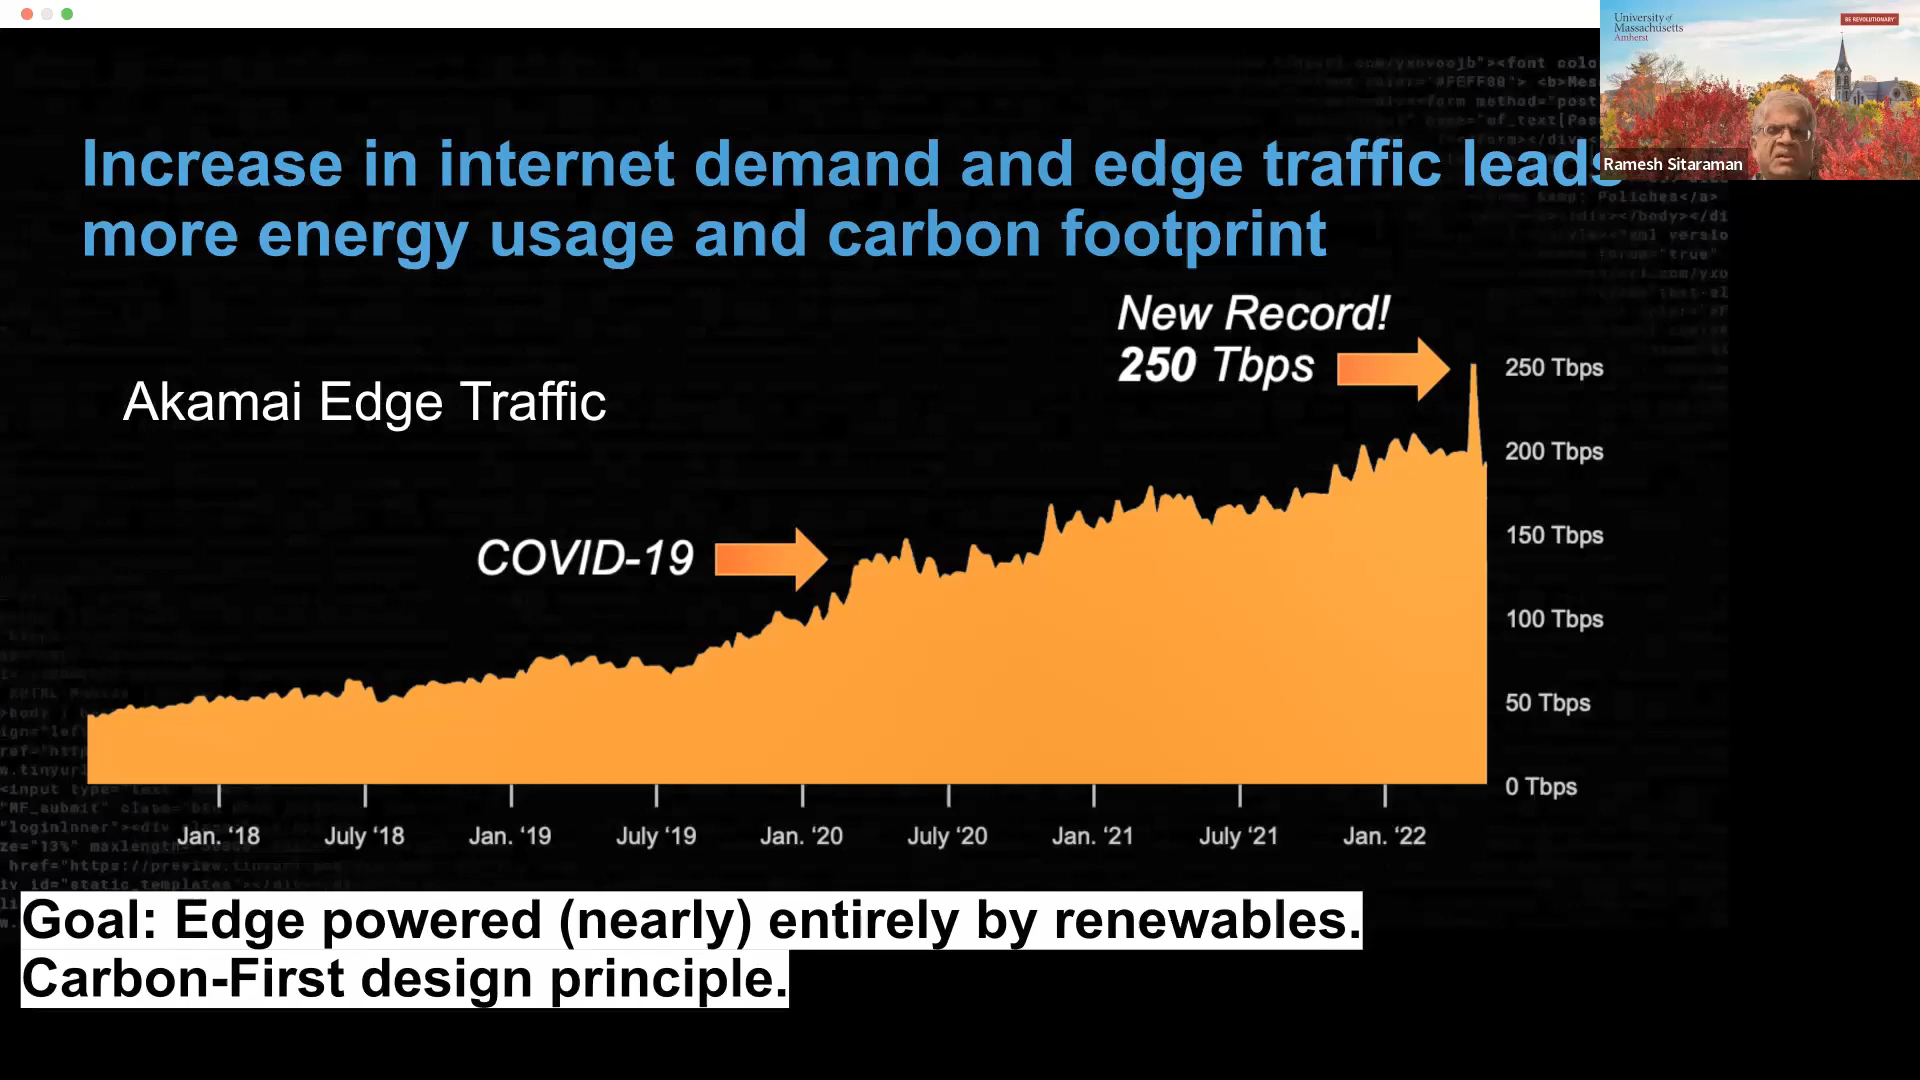 University of
Massachusetts
Amherst
BE REVOLUTIONARY
Ramesh Sitaraman
Increase in internet demand and edge traffic leads
more energy usage and carbon footprint
New Record!
250 Tbps
Akamai Edge Traffic
COVID-19
250 Tbps
200 Tbps
150 Tbps
100 Tbps
50 Tbps
0 Tbps
Jan. ‘18 July ‘18 Jan. ‘19 July ‘19 Jan. ‘20 July ‘20 Jan. ‘21 July ‘21 Jan. ‘22
Goal: Edge powered (nearly) entirely by renewables.
Carbon-First design principle.